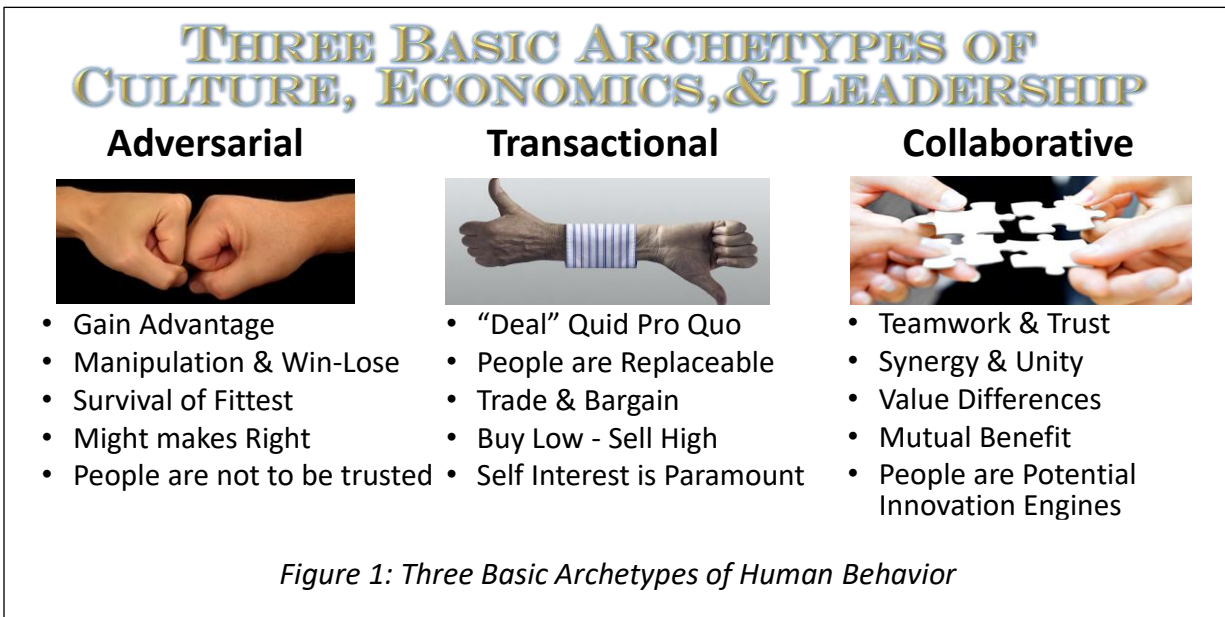 THREE BASIC ARCHETYPES OF
CULTURE, ECONOMICS,& LEADERSHIP
Adversarial
• Gain Advantage
• Manipulation & Win-Lose
• Survival of Fittest
• Might makes Right
• People are not to be trusted
Transactional
• “Deal” Quid Pro Quo
• People are Replaceable
• Trade & Bargain
• Buy Low - Sell High
• Self Interest is Paramount
Collaborative
• Teamwork & Trust
• Synergy & Unity
• Value Differences
• Mutual Benefit
• People are Potential
Innovation Engines
Figure 1: Three Basic Archetypes of Human Behavior